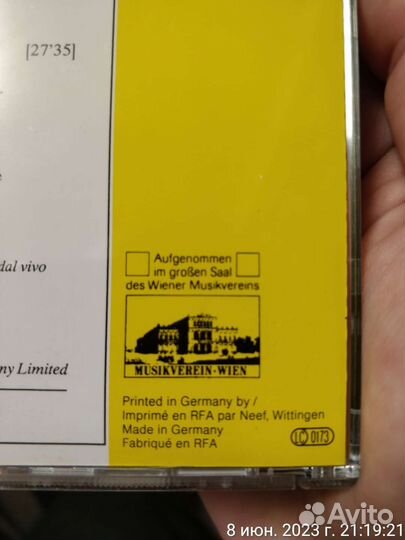 [27'35]
dal vivo
ny Limited
Aufgenommen
im großen Saal
des Wiener Musikvereins
MUSIKVEREIN·WIEN
Printed in Germany by /
Imprimé en RFA par Neef, Wittingen
Made in Germany
Fabriqué en RFA
LC 0173
Avito
8 июн. 2023 г. 21:19:21